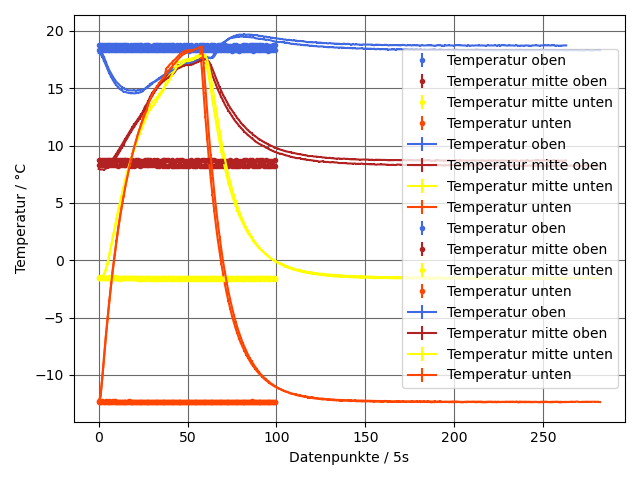 20
15
10
5
0
−5
−10
Temperatur / °C
Temperatur oben
Temperatur mitte oben
Temperatur mitte unten
Temperatur unten
Temperatur oben
Temperatur mitte oben
Temperatur mitte unten
Temperatur unten
Temperatur oben
Temperatur mitte oben
Temperatur mitte unten
Temperatur unten
Temperatur oben
Temperatur mitte oben
Temperatur mitte unten
Temperatur unten
0 50 100 150 200 250
Datenpunkte / 5s